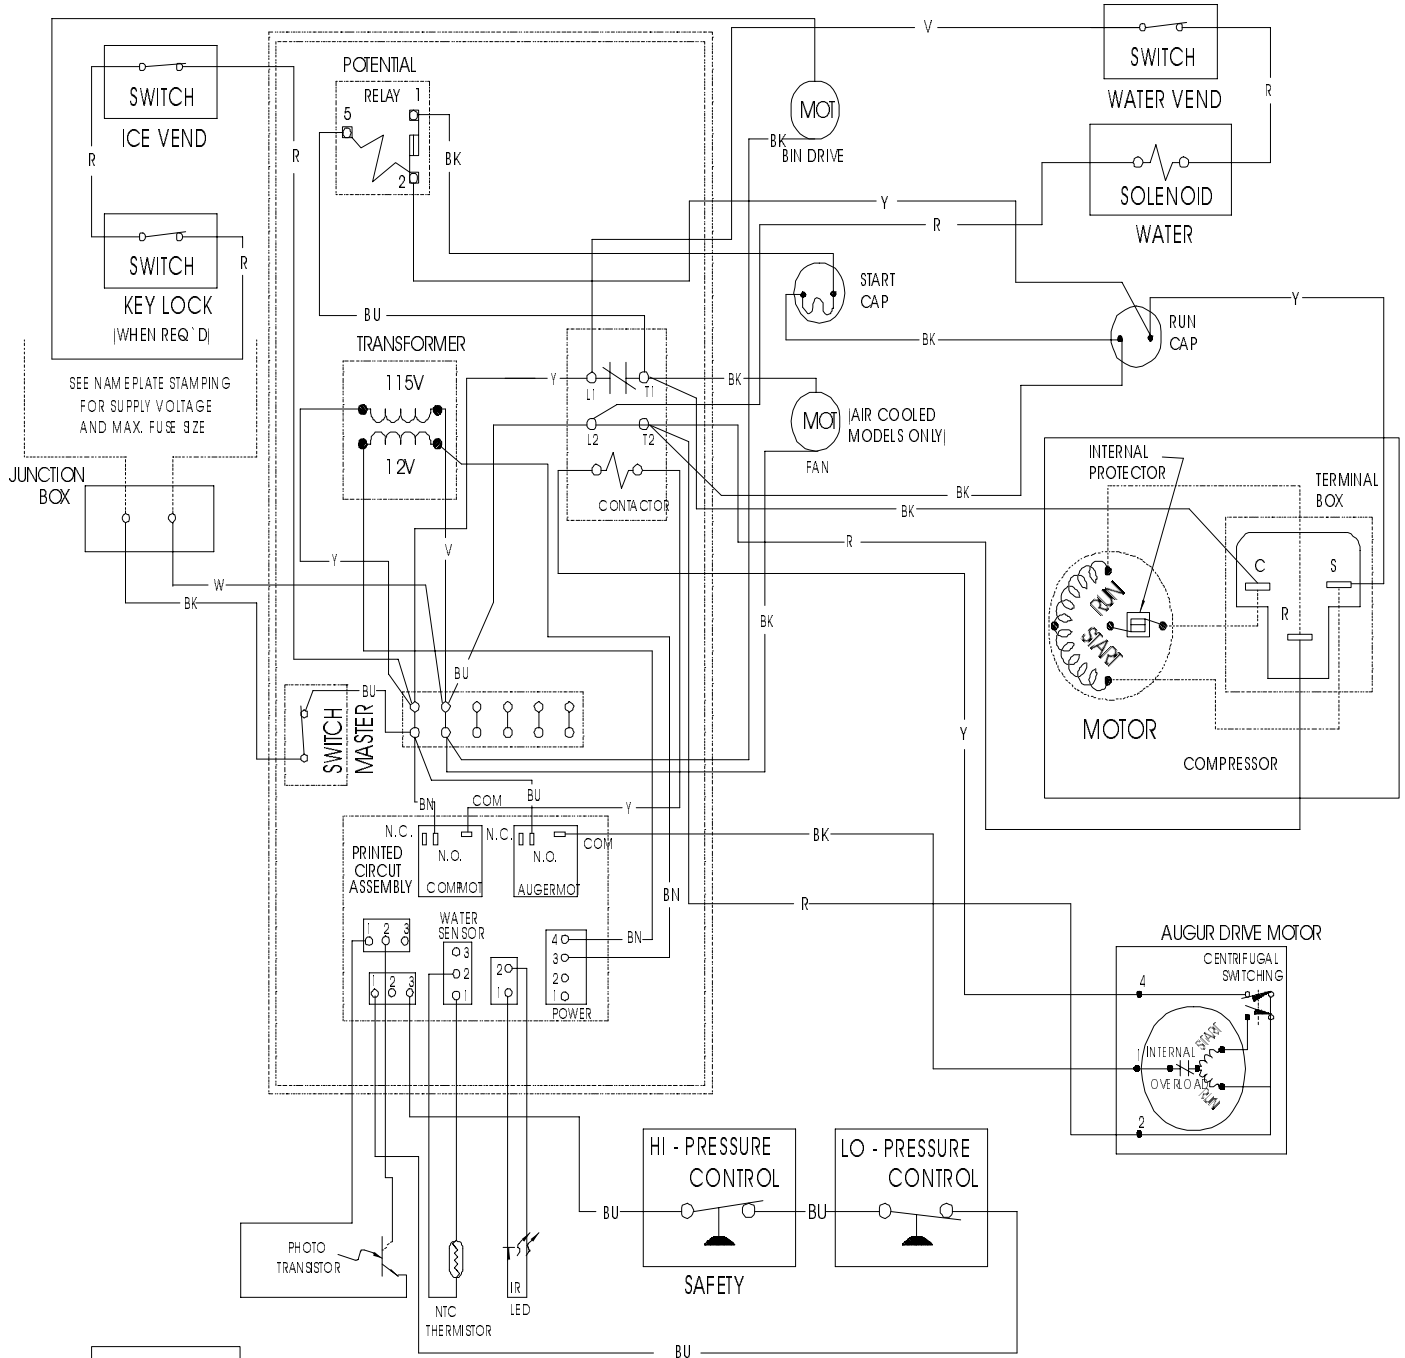 V
SWITCH
WATER VEND
R
SWITCH
ICE VEND
R
R
SWITCH
R
KEY LOCK
(WHEN REQ`D)
POTENTIAL
RELAY 1
5
2
BK
MOT
BK
BIN DRIVE
SOLENOID
WATER
Y
R
START
CAP
BK
RUN
CAP
Y
BU
TRANSFORMER
115V
12V
SEE NAMEPLATE STAMPING
FOR SUPPLY VOLTAGE
AND MAX. FUSE SIZE
JUNCTION
BOX
Y
L1
T1
BK
L2
T2
CONTACTOR
MOT
(AIR COOLED
MODELS ONLY)
FAN
BK
BK
R
BK
INTERNAL
PROTECTOR
TERMINAL
BOX
C
S
R
RUN
START
MOTOR
COMPRESSOR
Y
V
W
BK
BU
BU
SWITCH
MASTER
Y
BN
COM
BU
Y
N.C.
N.O.
COMPMOT
N.C.
N.O.
COM
AUGERMOT
PRINTED
CIRCUT
ASSEMBLY
BK
BN
R
1 2 3
WATER
SENSOR
3
2
1
1 2 3
2
1
4
3
2
1
BN
POWER
AUGUR DRIVE MOTOR
CENTRIFUGAL
SWITCHING
4
START
1
INTERNAL
OVERLOAD
RUN
2
HI - PRESSURE
CONTROL
SAFETY
LO - PRESSURE
CONTROL
BU
BU
PHOTO
TRANSISTOR
NTC
THERMISTOR
IR
LED
BU